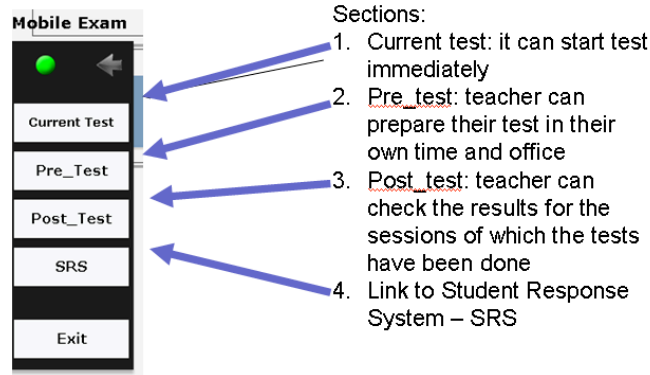 Mobile Exam
Current Test
Pre_Test
Post_Test
SRS
Exit
Sections:
1. Current test: it can start test
immediately
2. Pre_test: teacher can
prepare their test in their
own time and office
3. Post_test: teacher can
check the results for the
sessions of which the tests
have been done
4. Link to Student Response
System – SRS